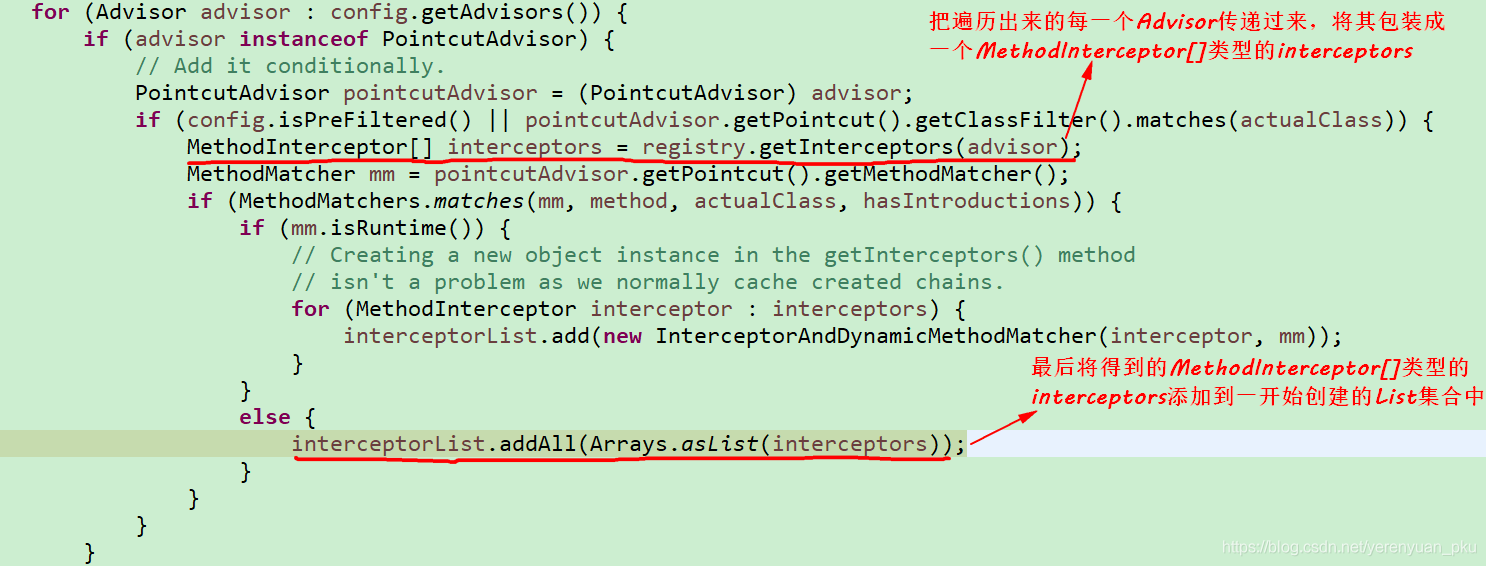 for (Advisor advisor : config.getAdvisors()) {
把遍历出来的每一个Advisor传递过来，将其包装成
一个MethodInterceptor[]类型的interceptors
if (advisor instanceof PointcutAdvisor) {
// Add it conditionally.
PointcutAdvisor pointcutAdvisor = (PointcutAdvisor) advisor;
if (config.isPreFiltered() || pointcutAdvisor.getPointcut().getClassFilter().matches(actualClass)) {
MethodInterceptor[] interceptors = registry.getInterceptors(advisor);
MethodMatcher mm = pointcutAdvisor.getPointcut().getMethodMatcher();
if (MethodMatchers.matches(mm, method, actualClass, hasIntroductions)) {
if (mm.isRuntime()) {
// Creating a new object instance in the getInterceptors() method
// isn't a problem as we normally cache created chains.
for (MethodInterceptor interceptor : interceptors) {
interceptorList.add(new InterceptorAndDynamicMethodMatcher(interceptor, mm));
}
最后将得到的MethodInterceptor[]类型的
interceptors添加到一开始创建的List集合中
}
else {
interceptorList.addAll(Arrays.asList(interceptors));
}
}
}
}
https://blog.csdn.net/yerenyuan_pku